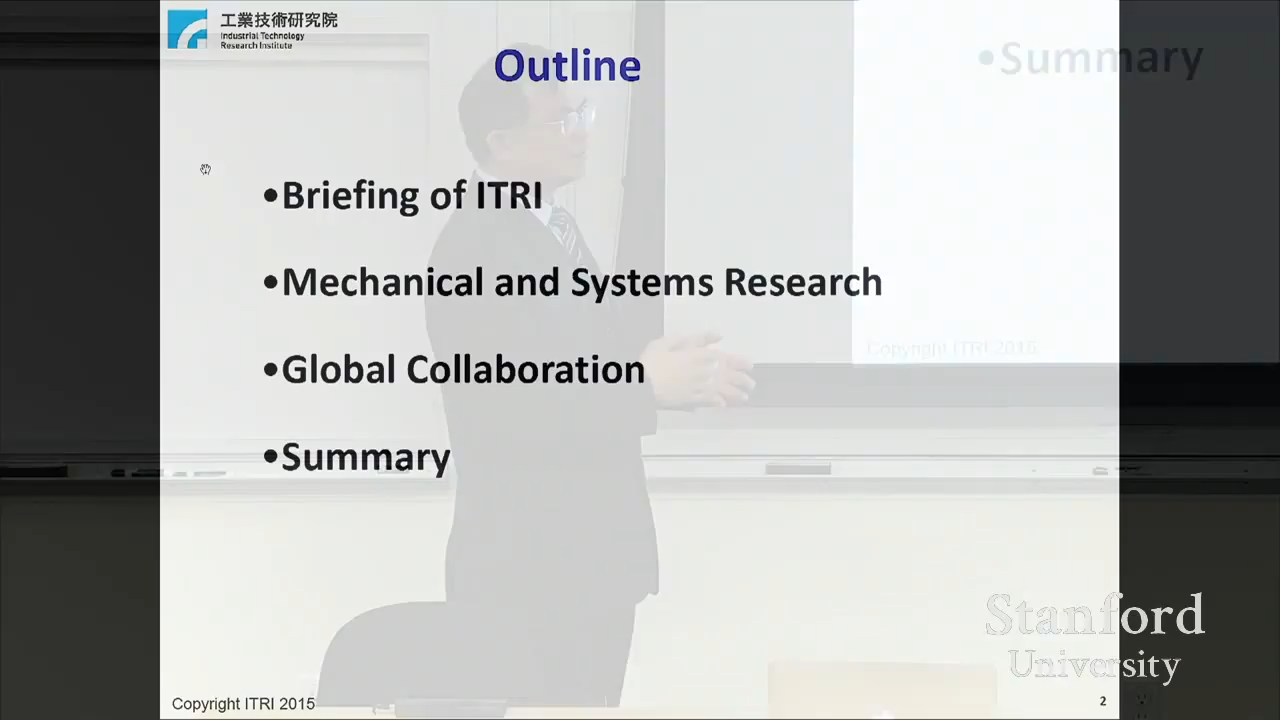 工業技術研究院
Industrial Technology
Research Institute
Outline
•Summary
•Briefing of ITRI
•Mechanical and Systems Research
•Global Collaboration
Copyright ITRI 2015
•Summary
Stanford
University
Copyright ITRI 2015
2